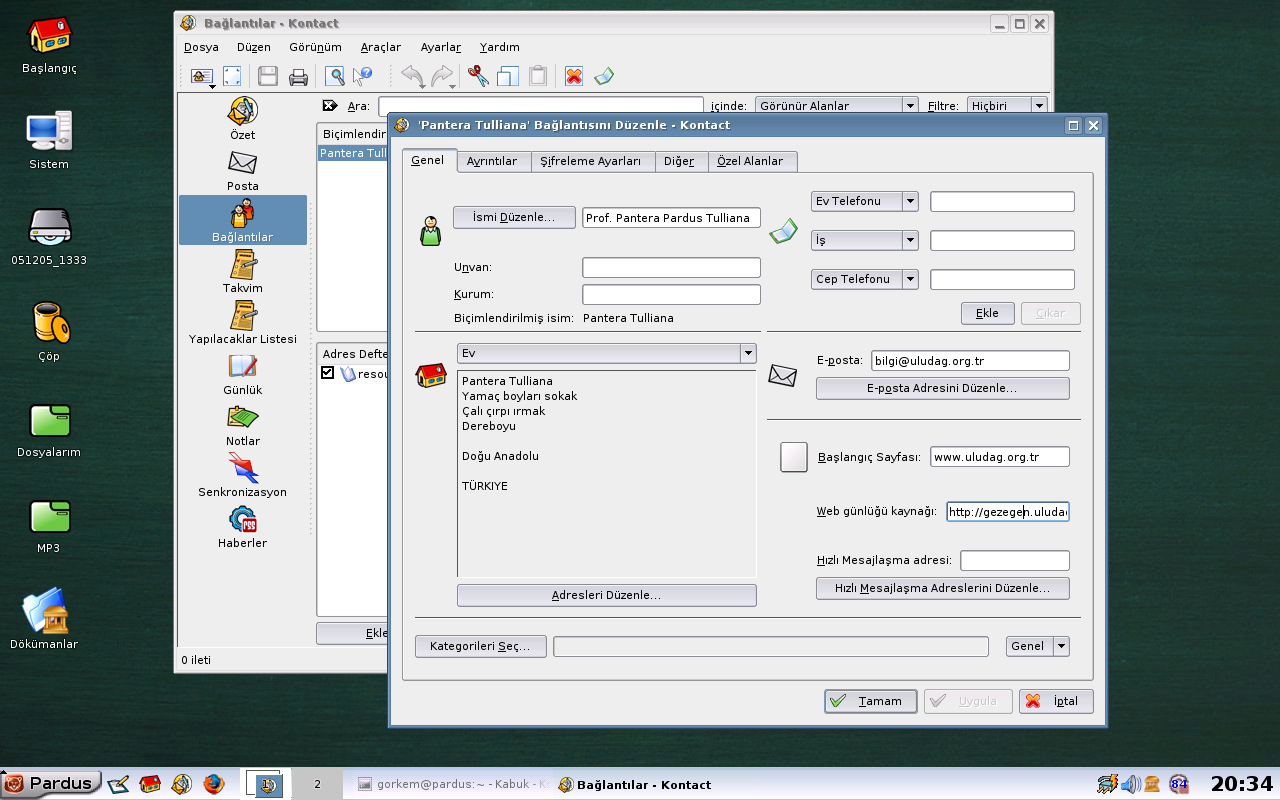 Başlangıç
Sistem
051205_1333
Çöp
Dosyalarım
MP3
Dökümanlar
Bağlantılar - Kontact
Dosya Düzen Görünüm Araçlar Ayarlar Yardım
Özet
Posta
Bağlantılar
Takvim
Yapılacaklar Listesi
Günlük
Notlar
Senkronizasyon
Haberler
Ara: içinde: Görünür Alanlar Filtre: Hiçbiri
Biçimlendir
Pantera Tull
Adres Defte
resou
Ekle
0 ileti
'Pantera Tulliana' Bağlantısını Düzenle - Kontact
Genel Ayrıntılar Şifreleme Ayarları Diğer Özel Alanlar
İsmi Düzenle... Prof. Pantera Pardus Tulliana
Unvan:
Kurum:
Biçimlendirilmiş isim: Pantera Tulliana
Ev Telefonu
İş
Cep Telefonu
Ekle Çıkar
Ev
Pantera Tulliana
Yamaç boyları sokak
Çalı çırpı ırmak
Dereboyu
Doğu Anadolu
TÜRKIYE
Adresleri Düzenle...
E-posta: bilgi@uludag.org.tr
E-posta Adresini Düzenle...
Başlangıç Sayfası: www.uludag.org.tr
Web günlüğü kaynağı: http://gezegen.uluda
Hızlı Mesajlaşma adresi:
Hızlı Mesajlaşma Adreslerini Düzenle...
Kategorileri Seç... Genel
Tamam Uygula İptal
Pardus 2 gorkem@pardus:~ - Kabuk - K Bağlantılar - Kontact 84 20:34